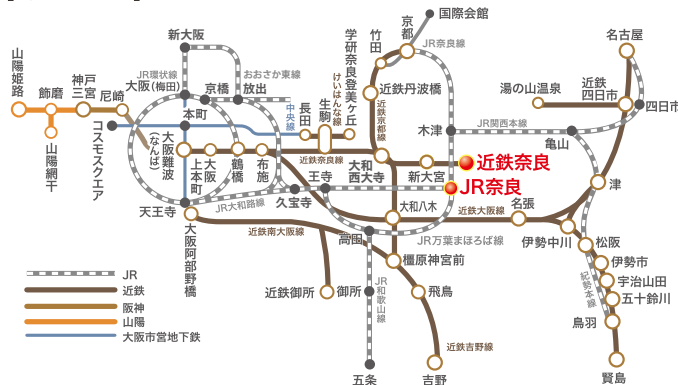 国際会館
京都
学研奈良登美ケ丘
竹田
新大阪
JR奈良線
名古屋
山陽姫路
飾磨
神戸三宮
尼崎
JR環状線
大阪(梅田)
京橋
おおさか東線
放出
けいはんな線
近鉄丹波橋
湯の山温泉
近鉄四日市
四日市
本町
中央線
長田
生駒
近鉄京都線
木津
JR関西本線
亀山
コスモスクエア
大阪難波
(なんば)
大阪上本町
鶴橋
布施
近鉄奈良線
大和西大寺
新大宮
近鉄奈良
JR奈良
山陽網干
王寺
久宝寺
JR大和路線
津
天王寺
大和八木
近鉄大阪線
名張
大阪阿部野橋
近鉄南大阪線
高田
JR万葉まほろば線
伊勢中川
松阪
橿原神宮前
紀勢本線
伊勢市
宇治山田
五十鈴川
近鉄御所
御所
JR和歌山線
飛鳥
鳥羽
近鉄吉野線
賢島
五条
吉野
JR
近鉄
阪神
山陽
大阪市営地下鉄